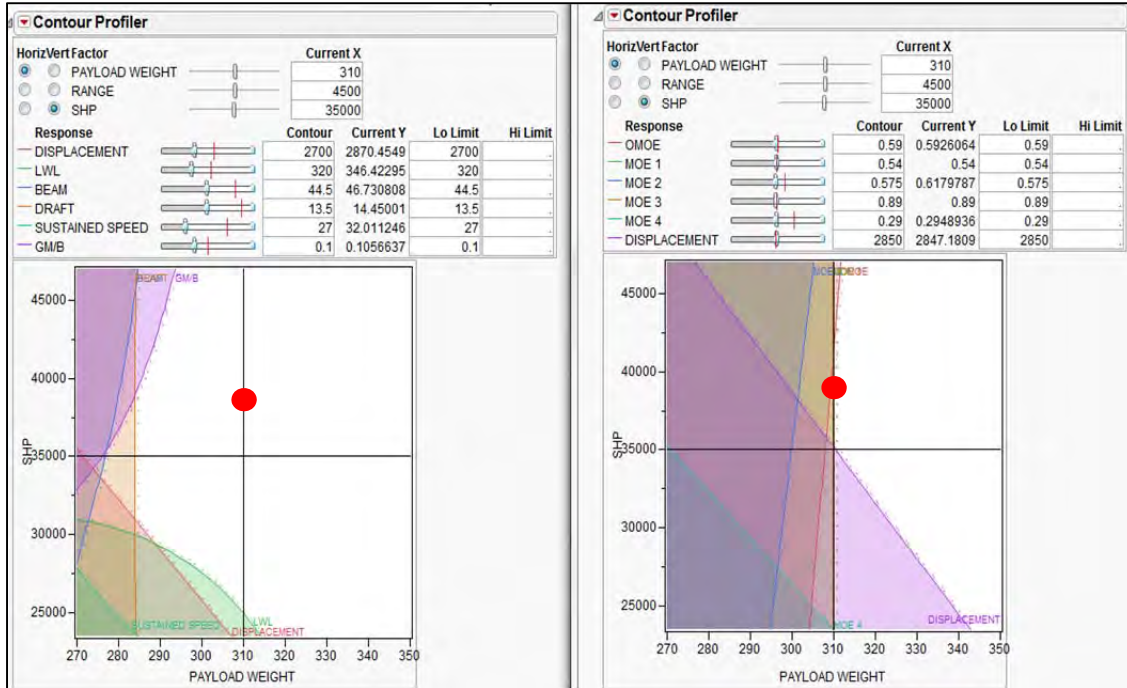 Contour Profiler
Horiz Vert Factor Current X
PAYLOAD WEIGHT 310
RANGE 4500
SHP 35000
Response Contour Current Y Lo Limit Hi Limit
DISPLACEMENT 2700 2870.4549 2700 .
LWL 320 346.42295 320 .
BEAM 44.5 46.730808 44.5 .
DRAFT 13.5 14.45001 13.5 .
SUSTAINED SPEED 27 32.011246 27 .
GM/B 0.1 0.1056637 0.1 .
GM/B
45000
40000
35000
30000
25000
SHP
SUSTAINED SPEED
LWL
DISPLACEMENT
270 280 290 300 310 320 330 340 350
PAYLOAD WEIGHT
Contour Profiler
Horiz Vert Factor Current X
PAYLOAD WEIGHT 310
RANGE 4500
SHP 35000
Response Contour Current Y Lo Limit Hi Limit
OMOE 0.59 0.5926064 0.59 .
MOE 1 0.54 0.54 0.54 .
MOE 2 0.575 0.6179787 0.575 .
MOE 3 0.89 0.89 0.89 .
MOE 4 0.29 0.2948936 0.29 .
DISPLACEMENT 2850 2847.1809 2850 .
45000
40000
35000
30000
25000
SHP
DISPLACEMENT
MOE 4
270 280 290 300 310 320 330 340 350
PAYLOAD WEIGHT